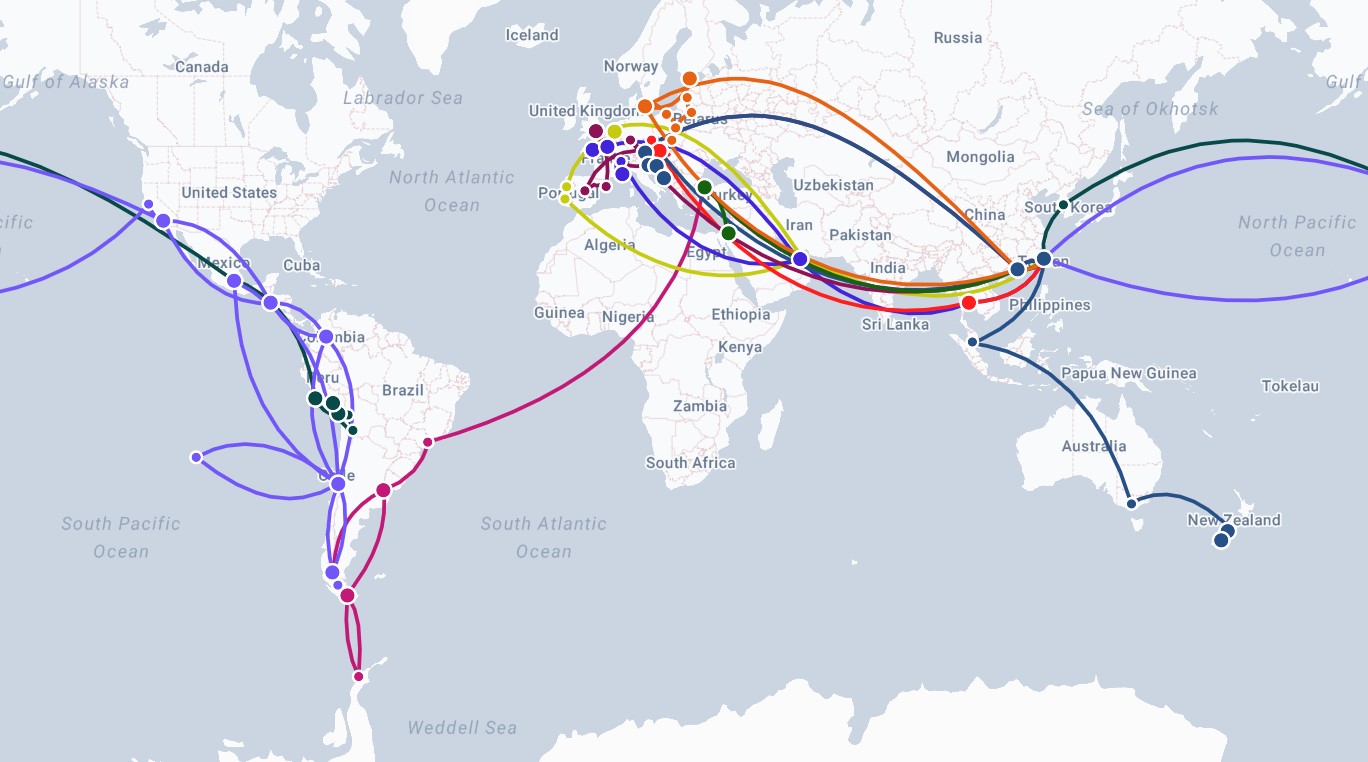 Iceland
Russia
Norway
Canada
Gulf of Alaska
Labrador Sea
United Kingdom
Belarus
Sea of Okhotsk
Gulf
France
Mongolia
North Atlantic
Ocean
United States
Portugal
Turkey
Uzbekistan
China
South Korea
North Pacific
Ocean
Iran
Pakistan
Algeria
Egypt
Mexico
Cuba
India
Taiwan
Guinea
Nigeria
Ethiopia
Sri Lanka
Philippines
Colombia
Kenya
Peru
Brazil
Papua New Guinea
Tokelau
Zambia
Australia
South Africa
Chile
South Pacific
Ocean
South Atlantic
Ocean
New Zealand
Weddell Sea